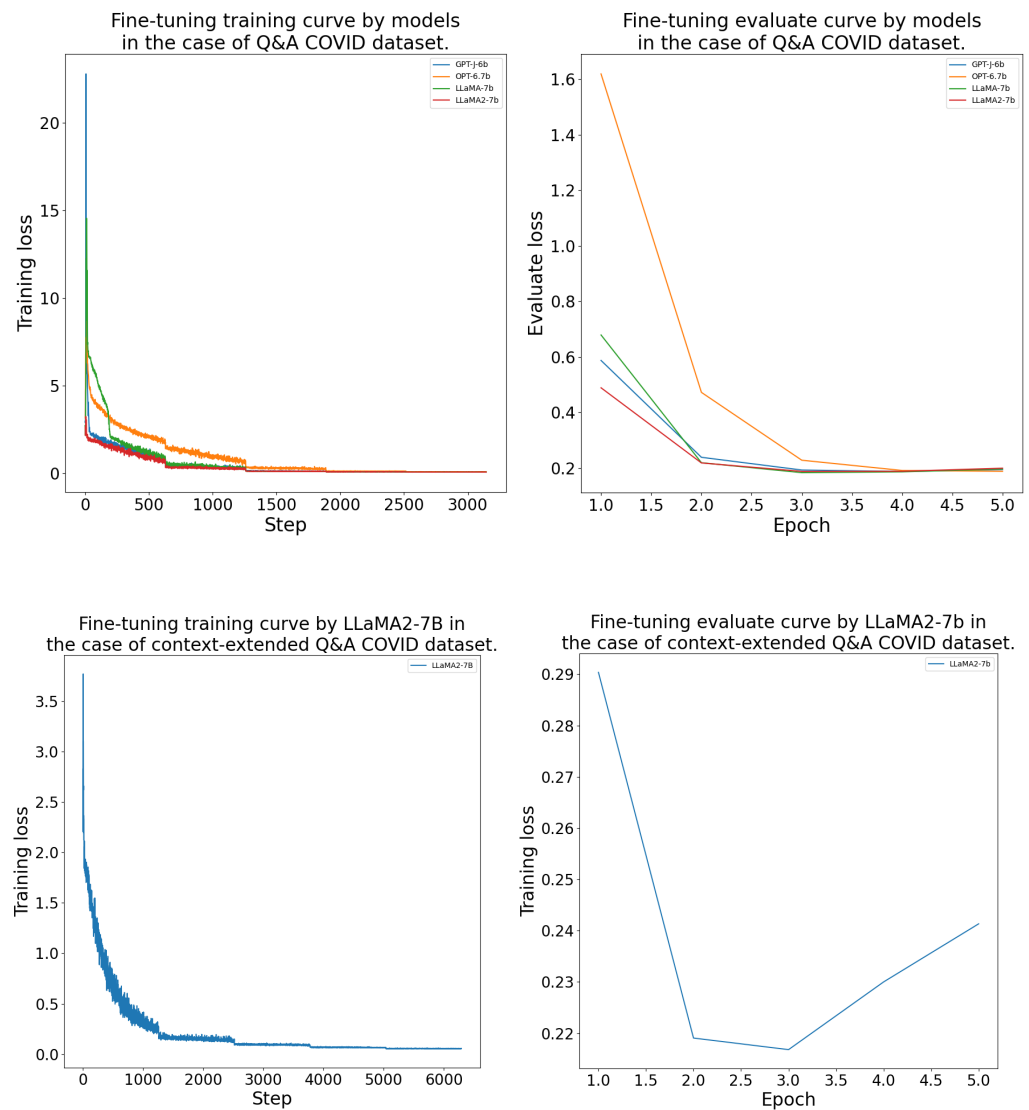 Fine-tuning training curve by models
in the case of Q&A COVID dataset.
GPT-J-6b
OPT-6.7b
LLaMA-7b
LLaMA2-7b
20
15
10
5
0
Training loss
0 500 1000 1500 2000 2500 3000
Step
Fine-tuning evaluate curve by models
in the case of Q&A COVID dataset.
GPT-J-6b
OPT-6.7b
LLaMA-7b
LLaMA2-7b
1.6
1.4
1.2
1.0
0.8
0.6
0.4
0.2
Evaluate loss
1.0 1.5 2.0 2.5 3.0 3.5 4.0 4.5 5.0
Epoch
Fine-tuning training curve by LLaMA2-7B in
the case of context-extended Q&A COVID dataset.
LLaMA2-7B
3.5
3.0
2.5
2.0
1.5
1.0
0.5
0.0
Training loss
0 1000 2000 3000 4000 5000 6000
Step
Fine-tuning evaluate curve by LLaMA2-7b in
the case of context-extended Q&A COVID dataset.
LLaMA2-7b
0.29
0.28
0.27
0.26
0.25
0.24
0.23
0.22
Training loss
1.0 1.5 2.0 2.5 3.0 3.5 4.0 4.5 5.0
Epoch